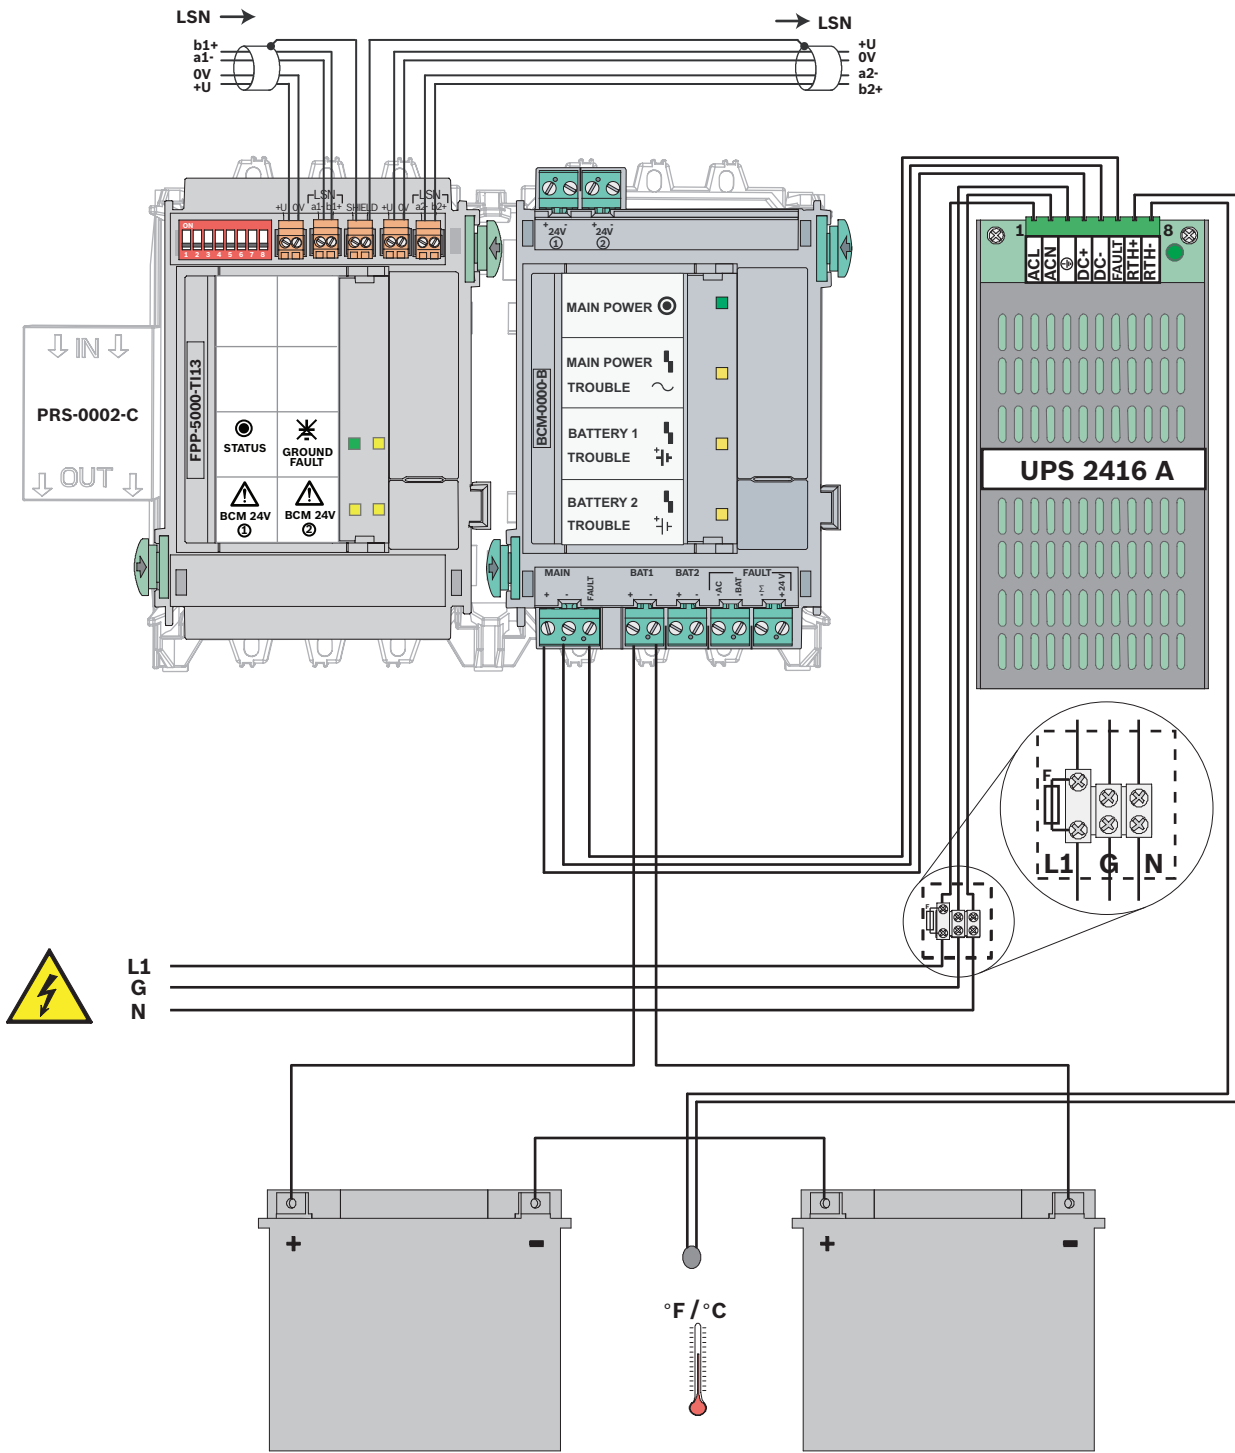 LSN
LSN
b1+
a1-
0V
+U
+U
0V
a2-
b2+
LSN
LSN
+U 0V a1- b1+ SHIELD +U 0V a2- b2+
ON
1 2 3 4 5 6 7 8
+ 24V -
1
+ 24V -
2
1
8
ACL
ACN
DC+
DC-
FAULT
RTH+
RTH-
IN
PRS-0002-C
OUT
FPP-5000-TI13
STATUS
GROUND
FAULT
BCM 24V
1
BCM 24V
2
BCM-0000-B
MAIN POWER
MAIN POWER
TROUBLE
BATTERY 1
TROUBLE
BATTERY 2
TROUBLE
UPS 2416 A
MAIN
BAT1
BAT2
FAULT
+ -
FAULT
+ -
+ -
-AC
-BAT
-Σ
+24 V
F
L1 G N
F
L1
G
N
+ -
+ -
°F / °C